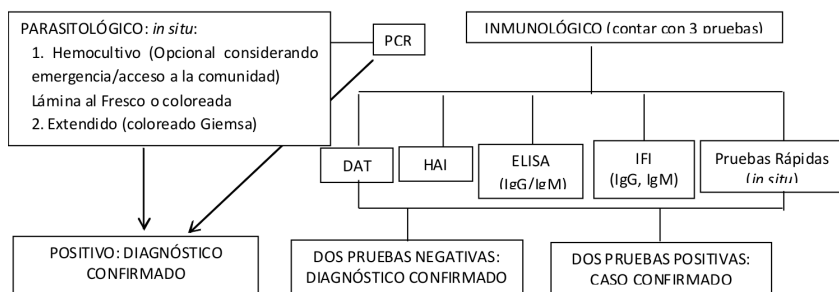 PARASITOLÓGICO: in situ:
1. Hemocultivo (Opcional considerando
emergencia/acceso a la comunidad)
Lámina al Fresco o coloreada
2. Extendido (coloreado Giemsa)
PCR
INMUNOLÓGICO (contar con 3 pruebas)
DAT
HAI
ELISA
(IgG/IgM)
IFI
(IgG, IgM)
Pruebas Rápidas
(in situ)
POSITIVO: DIAGNÓSTICO
CONFIRMADO
DOS PRUEBAS NEGATIVAS:
DIAGNÓSTICO CONFIRMADO
DOS PRUEBAS POSITIVAS:
CASO CONFIRMADO